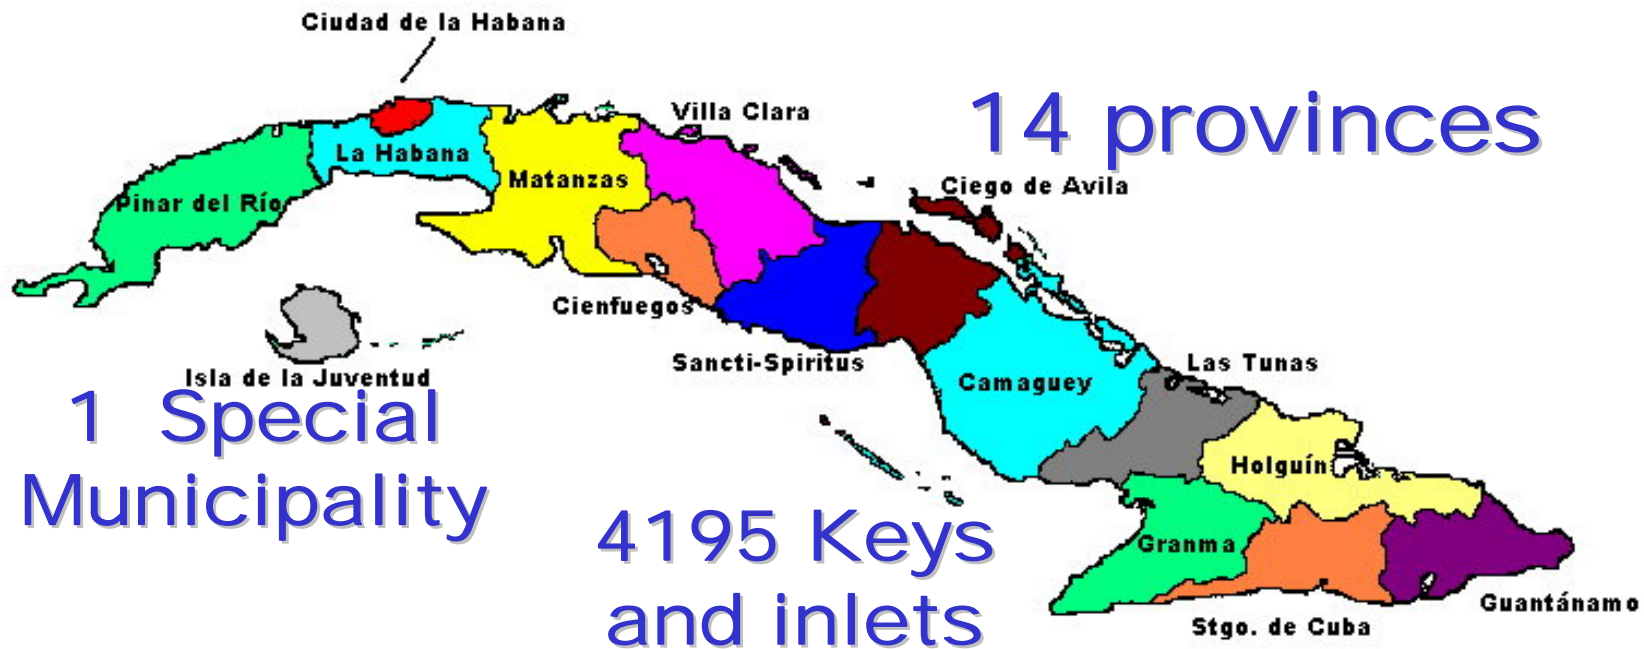 Ciudad de la Habana
14 provinces
Villa Clara
La Habana
Matanzas
Ciego de Avila
Pinar del Río
Cienfuegos
Sancti-Spiritus
Las Tunas
Isla de la Juventud
Camaguey
1 Special
Municipality
Holguín
4195 Keys
and inlets
Granma
Guantánamo
Stgo. de Cuba